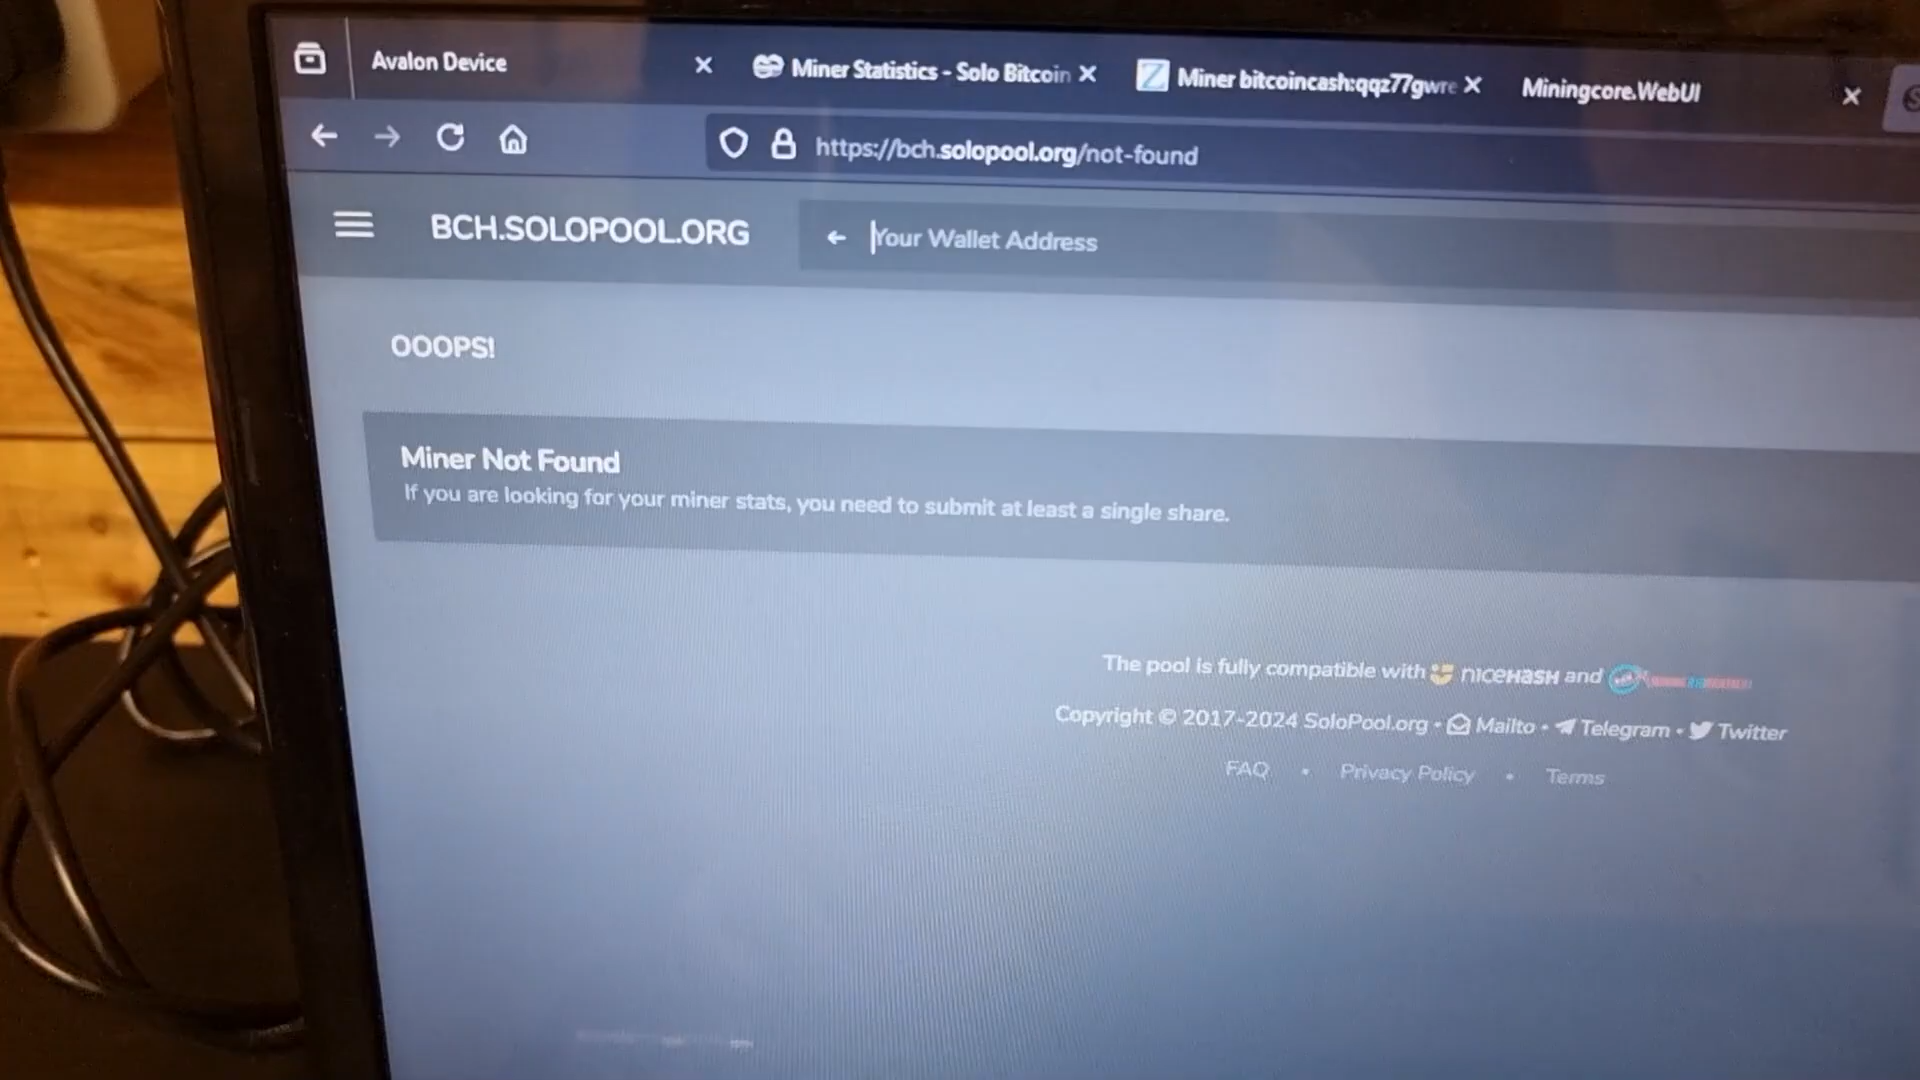 Avalon Device
Miner Statistics - Solo Bitcoin
Miner bitcoincash:qqz77gwre
Miningcore.WebUI
https://bch.solopool.org/not-found
BCH.SOLOPOOL.ORG
Your Wallet Address
OOOPS!
Miner Not Found
If you are looking for your miner stats, you need to submit at least a single share.
The pool is fully compatible with NICEHASH and
Copyright © 2017-2024 SoloPool.org • Mailto • Telegram • Twitter
FAQ • Privacy Policy • Terms